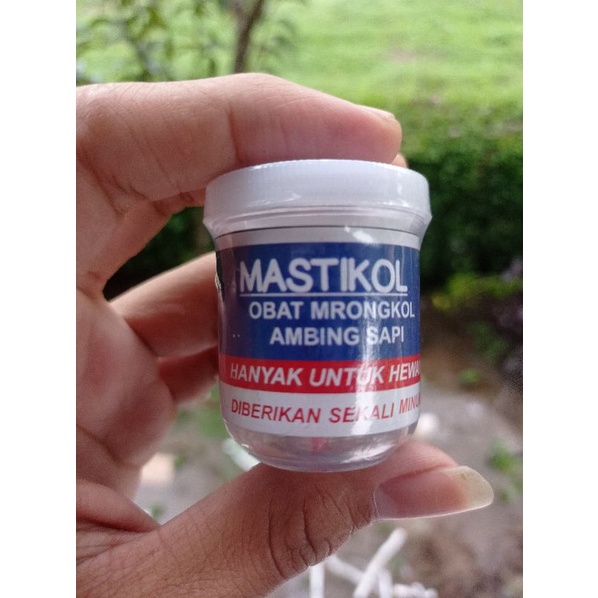 MASTIKOL
OBAT MRONGKOL
AMBING SAPI
HANYAK UNTUK HEWA
DIBERIKAN SEKALI MINU